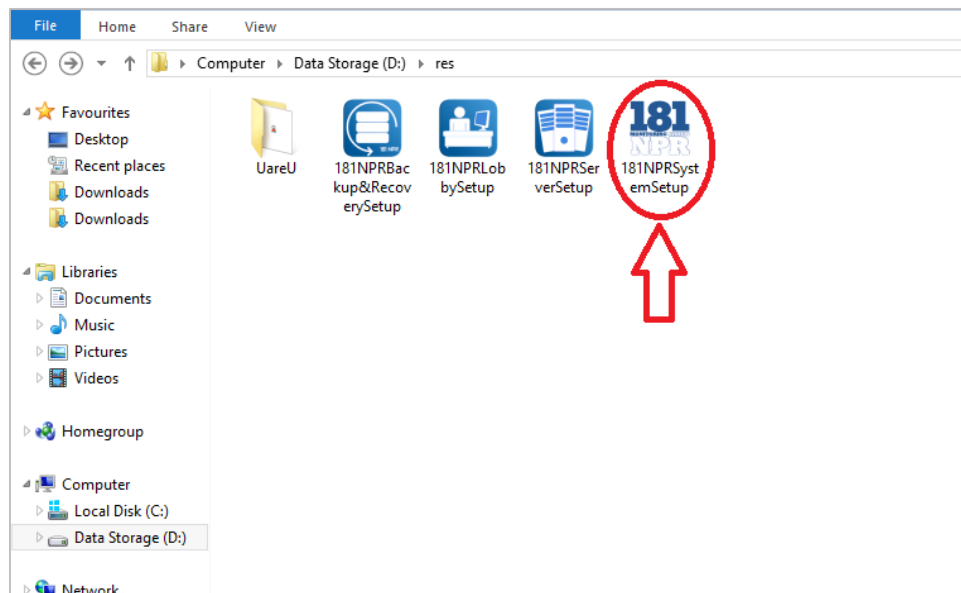 File Home Share View
Computer Data Storage (D:) res
Favourites
Desktop
Recent places
Downloads
Downloads
Libraries
Documents
Music
Pictures
Videos
Homegroup
Computer
Local Disk (C:)
Data Storage (D:)
Network
UareU
181NPRBac
kup&Recov
erySetup
181NPRLob
bySetup
181NPRSer
verSetup
181
NPR
181NPRSyst
emSetup